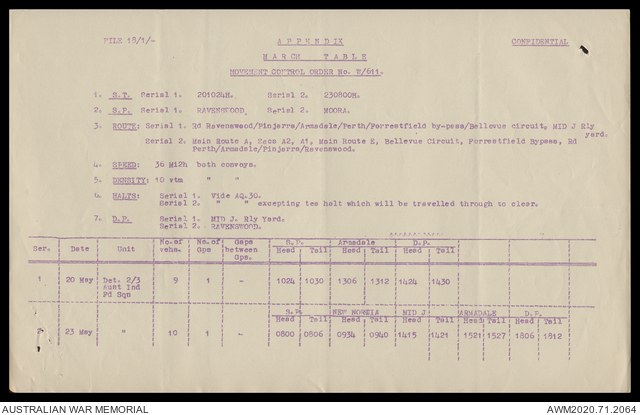 FILE 18/1/-
APPENDIX
CONFIDENTIAL
MARCH TABLE
MOVEMENT CONTROL ORDER No. E/611.
1. S.T. Serial 1. 201024H. Serial 2. 230800H.
2. S.P. Serial 1. RAVENSWOOD Serial 2. MOORA.
3. ROUTE: Serial 1. Rd Ravenswood/Pinjarra/Armadale/Perth/Forrestfield by-pass/Bellevue circuit, MID J Rly
yard.
Serial 2. Main Route A, Secn A2, A1, Main Route E, Bellevue Circuit, Forrestfield Bypass, Rd
Perth/Armadale/Pinjarra/Ravenswood.
4. SPEED: 36 Mi2h both convoys.
5. DENSITY: 10 vtm " "
6. HALTS: Serial 1. Vide AQ.30.
Serial 2. " " excepting tea halt which will be travelled through to clear.
7. D.P. Serial 1. MID J. Rly Yard.
Serial 2. RAVENSWOOD.
Ser. Date Unit No. of vehs. No. of Gps Gaps between Gps. S.P. Armadale D.P.
Head Tail Head Tail Head Tail
1 20 May Det. 2/3 Aust Ind Fd Sqn 9 1 - 1024 1030 1306 1312 1424 1430
S.P. NEW NORCIA MID J ARMADALE D.P.
Head Tail Head Tail Head Tail Head Tail Head Tail
2 23 May " 10 1 - 0800 0806 0934 0940 1415 1421 1521 1527 1806 1812
AUSTRALIAN WAR MEMORIAL
AWM2020.71.2064